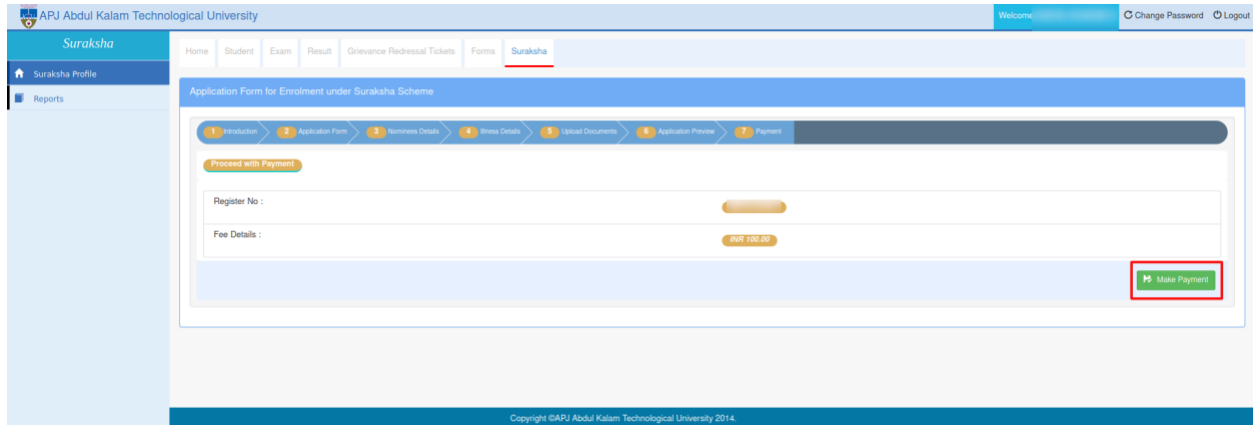 APJ Abdul Kalam Technological University
Welcome
Change Password
Logout
Suraksha
Home Student Exam Result Grievance Redressal Tickets Forms Suraksha
Suraksha Profile
Reports
Application Form for Enrolment under Suraksha Scheme
1 Introduction 2 Application Form 3 Nominees Details 4 Illness Details 5 Upload Documents 6 Application Preview 7 Payment
Proceed with Payment
Register No :
Fee Details : INR 100.00
Make Payment
Copyright ©APJ Abdul Kalam Technological University 2014.